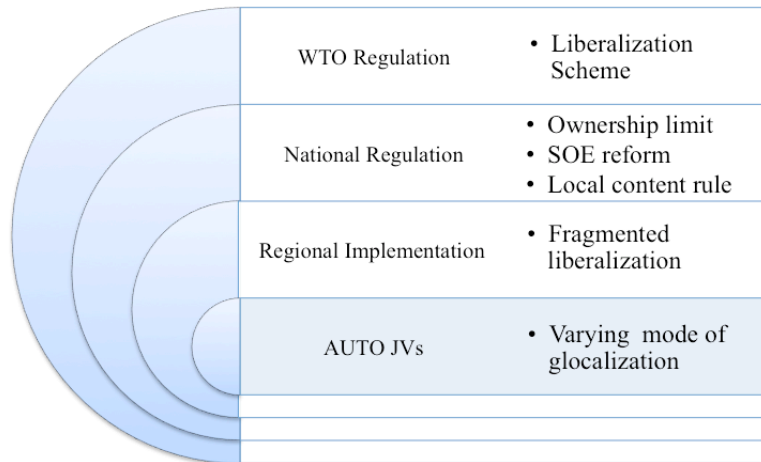 WTO Regulation
• Liberalization
Scheme
National Regulation
• Ownership limit
• SOE reform
• Local content rule
Regional Implementation
• Fragmented
liberalization
AUTO JVs
• Varying mode of
glocalization